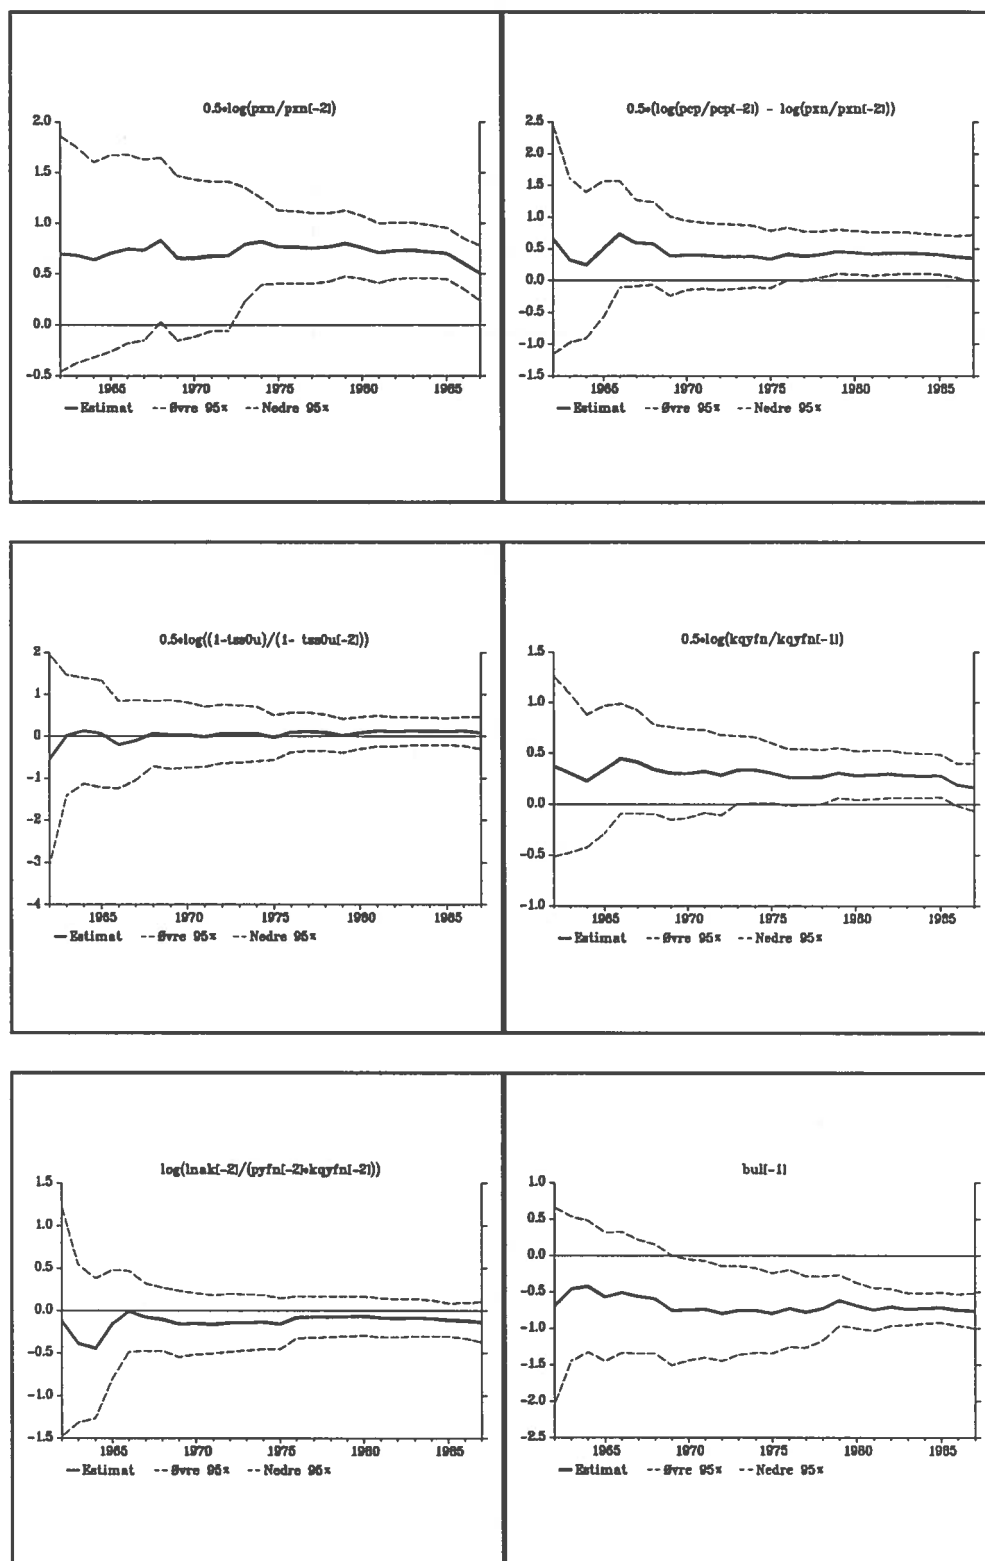 0.5*log(pxn/pxn[-2])
2.0
1.5
1.0
0.5
0.0
-0.5
1965 1970 1975 1980 1985
Estimat Øvre 95% Nedre 95%
0.5*(log(pcp/pcp[-2]) - log(pxn/pxn[-2]))
2.5
2.0
1.5
1.0
0.5
0.0
-0.5
-1.0
-1.5
1965 1970 1975 1980 1985
Estimat Øvre 95% Nedre 95%
0.5*log((1-tss0u)/(1- tss0u[-2]))
2
1
0
-1
-2
-3
-4
1965 1970 1975 1980 1985
Estimat Øvre 95% Nedre 95%
0.5*log(kqyfn/kqyfn[-1])
1.5
1.0
0.5
0.0
-0.5
-1.0
1965 1970 1975 1980 1985
Estimat Øvre 95% Nedre 95%
log(lnak[-2]/(pyfn[-2]*kqyfn[-2]))
1.5
1.0
0.5
0.0
-0.5
-1.0
-1.5
1965 1970 1975 1980 1985
Estimat Øvre 95% Nedre 95%
bul[-1]
1.0
0.5
0.0
-0.5
-1.0
-1.5
-2.0
-2.5
1965 1970 1975 1980 1985
Estimat Øvre 95% Nedre 95%